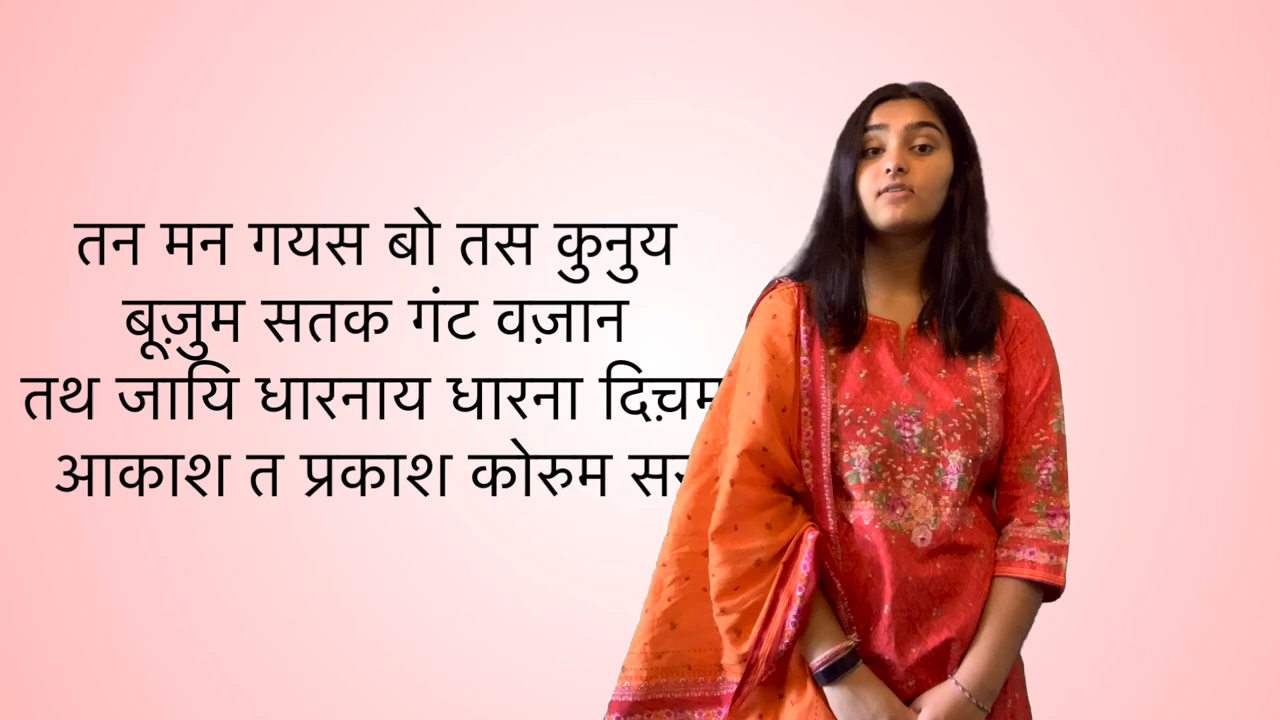 तन मन गयस बो तस कुनुय
बूज़ुम सतक गंट वज़ान
तथ जायि धारनाय धारना दिच़म
आकाश त प्रकाश कोरुम